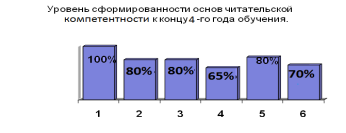 Уровень сформированности основ читательской
компетентности к концу4 -го года обучения.
100% 80% 80% 65% 80% 70%
1 2 3 4 5 6